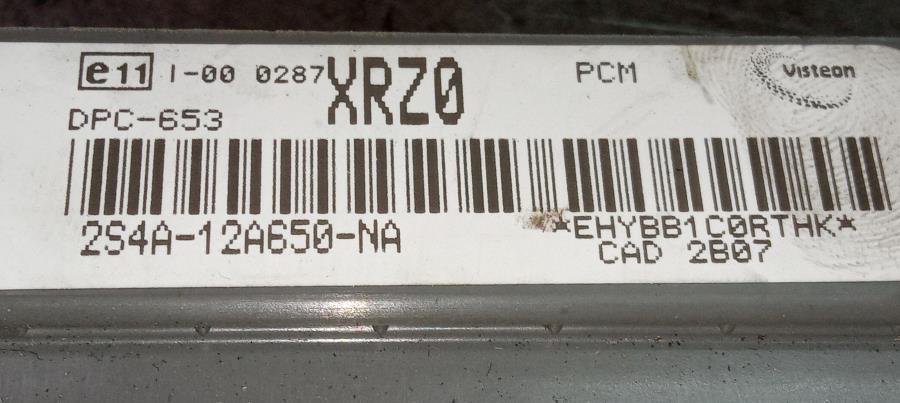 e11 I-00 0287 XRZ0 PCM Visteon
DPC-653
2S4A-12A650-NA *EHYBB1C0RTHK*
CAD 2B07